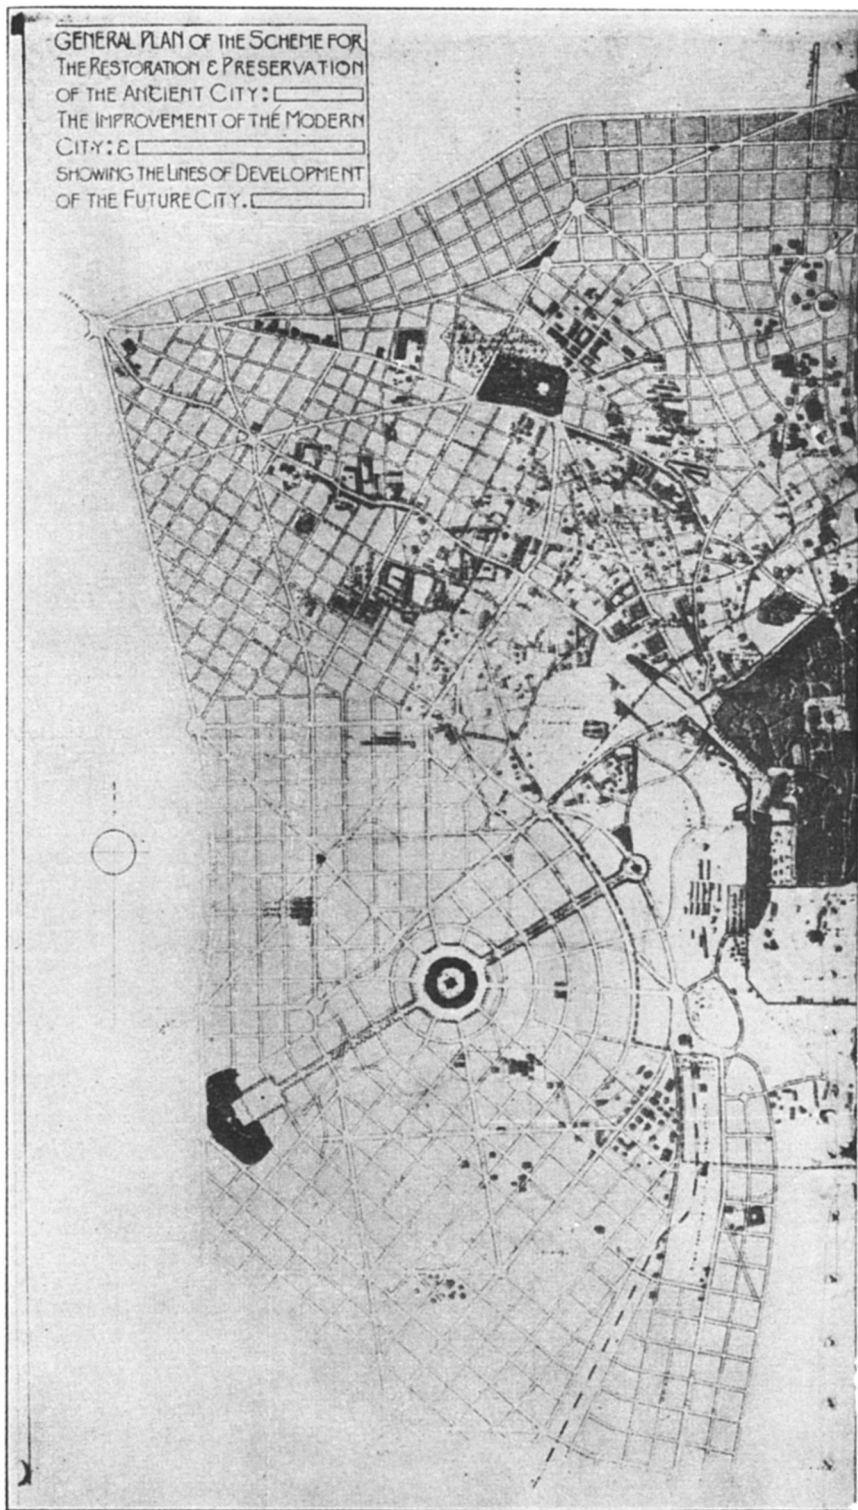 GENERAL PLAN OF THE SCHEME FOR
THE RESTORATION & PRESERVATION
OF THE ANCIENT CITY:
THE IMPROVEMENT OF THE MODERN
CITY: &
SHOWING THE LINES OF DEVELOPMENT
OF THE FUTURE CITY.